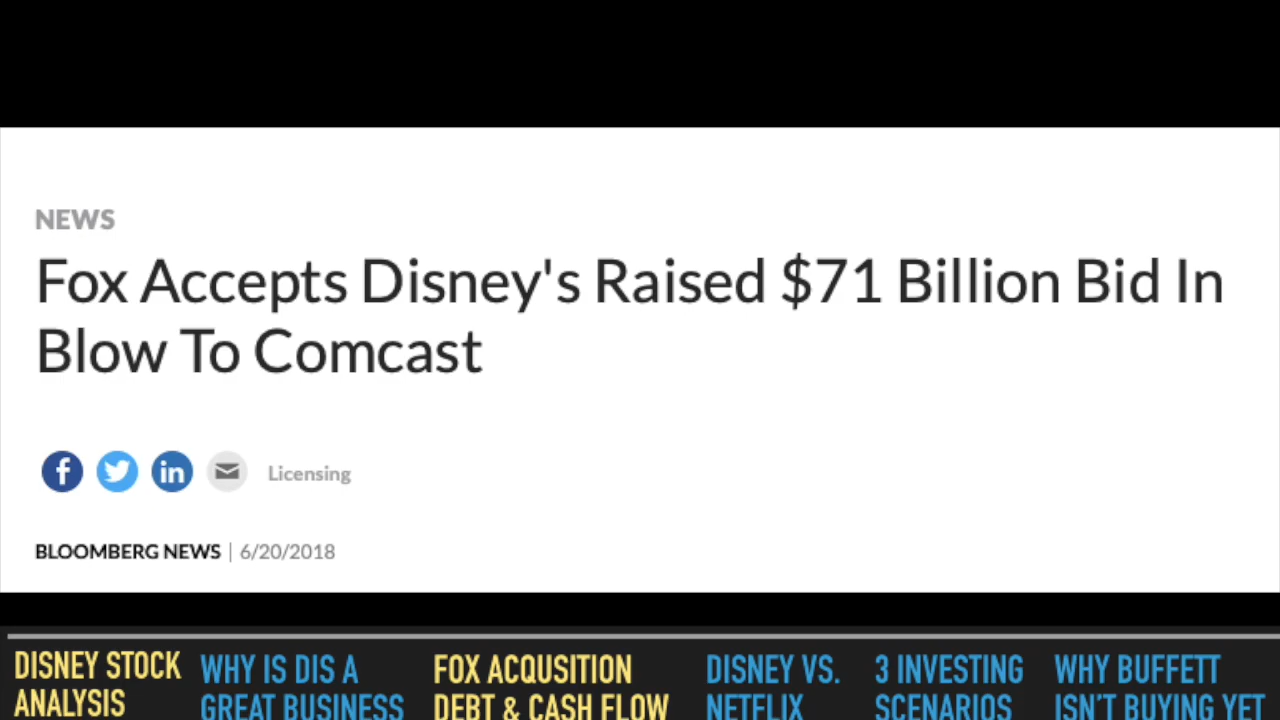 NEWS
Fox Accepts Disney's Raised $71 Billion Bid In
Blow To Comcast
Licensing
BLOOMBERG NEWS | 6/20/2018
DISNEY STOCK
ANALYSIS
WHY IS DIS A
GREAT BUSINESS
FOX ACQUSITION
DEBT & CASH FLOW
DISNEY VS.
NETFLIX
3 INVESTING
SCENARIOS
WHY BUFFETT
ISN'T BUYING YET